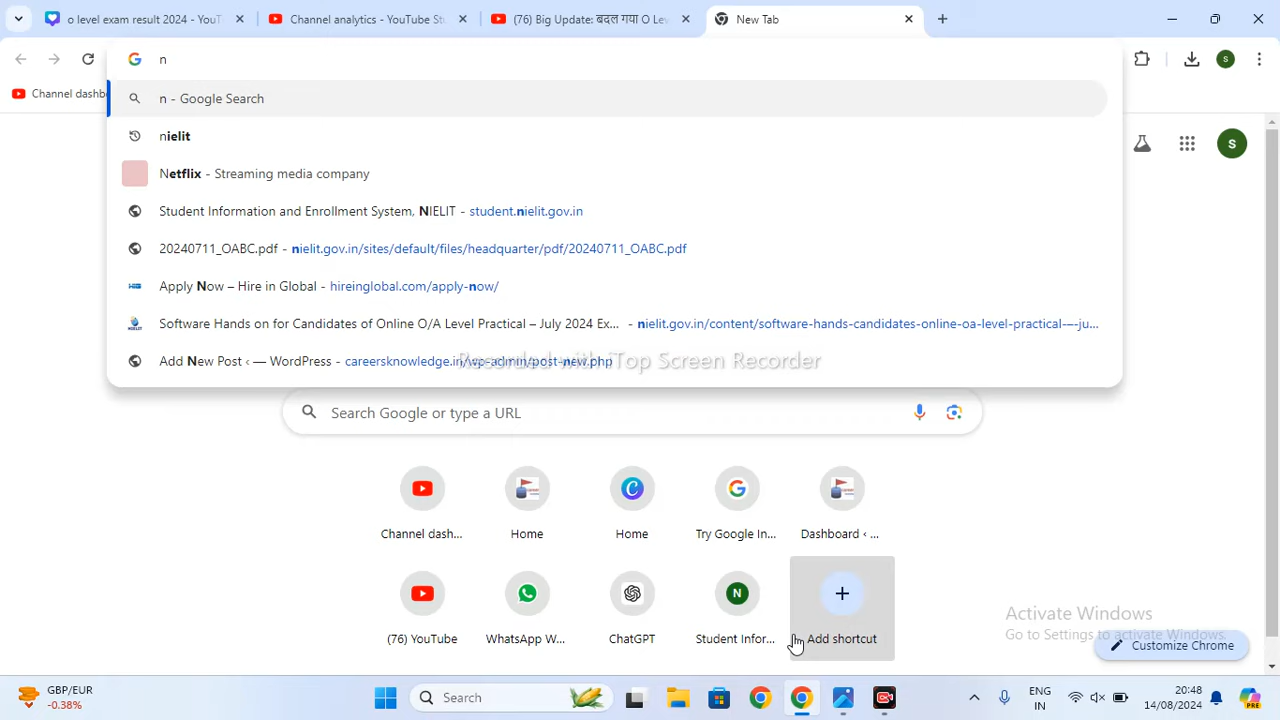 o level exam result 2024 - YouT
Channel analytics - YouTube Stu
(76) Big Update: बदल गया O Lev
New Tab
n
Channel dashb
n - Google Search
nielit
Netflix - Streaming media company
Student Information and Enrollment System, NIELIT - student.nielit.gov.in
20240711_OABC.pdf - nielit.gov.in/sites/default/files/headquarter/pdf/20240711_OABC.pdf
Apply Now – Hire in Global - hireinglobal.com/apply-now/
Software Hands on for Candidates of Online O/A Level Practical – July 2024 Ex... - nielit.gov.in/content/software-hands-candidates-online-oa-level-practical-–-ju...
Add New Post ‹ — WordPress - careersknowledge.in/wp-admin/post-new.php
Recorded with iTop Screen Recorder
S
S
Search Google or type a URL
Channel dash... Home Home Try Google In... Dashboard ‹ ...
N
(76) YouTube WhatsApp W... ChatGPT Student Infor... Add shortcut
Activate Windows
Go to Settings to activate Windows.
Customize Chrome
GBP/EUR
-0.38%
Search
ENG
IN
20:48
14/08/2024
PRE